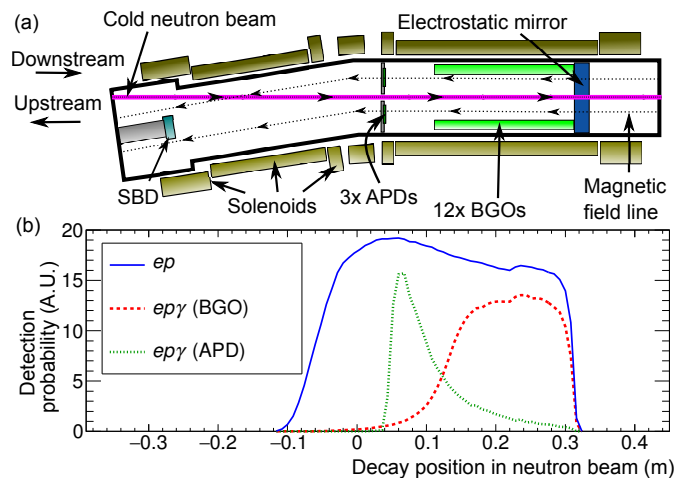 (a)
Cold neutron beam
Electrostatic mirror
Downstream
Upstream
SBD
Solenoids
3x APDs
12x BGOs
Magnetic
field line
(b)
Detection
probability (A.U.)
20
15
10
5
0
ep
epγ (BGO)
epγ (APD)
−0.3 −0.2 −0.1 0 0.1 0.2 0.3 0.4
Decay position in neutron beam (m)